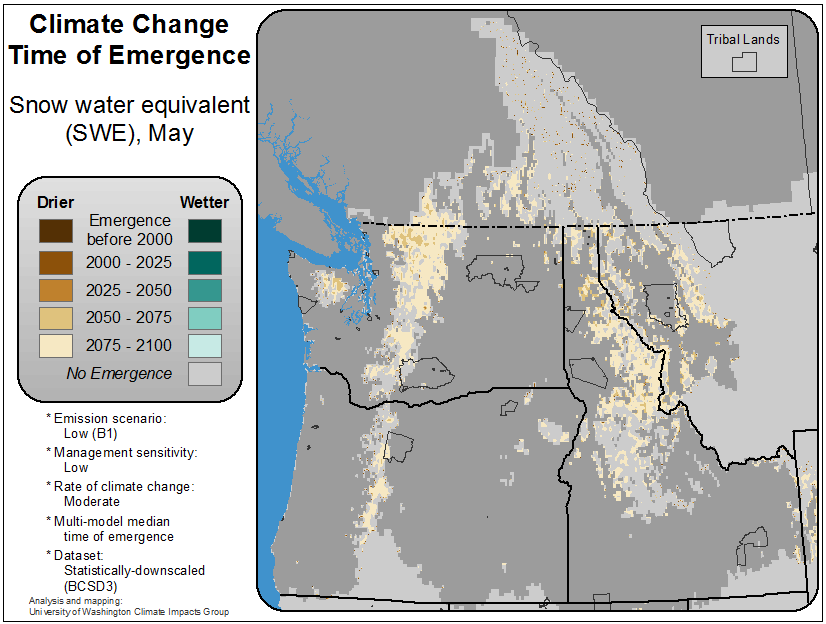 Climate Change
Time of Emergence
Snow water equivalent
(SWE), May
Tribal Lands
Drier Wetter
Emergence
before 2000
2000 - 2025
2025 - 2050
2050 - 2075
2075 - 2100
No Emergence
* Emission scenario:
Low (B1)
* Management sensitivity:
Low
* Rate of climate change:
Moderate
* Multi-model median
time of emergence
* Dataset:
Statistically-downscaled
(BCSD3)
Analysis and mapping:
University of Washington Climate Impacts Group